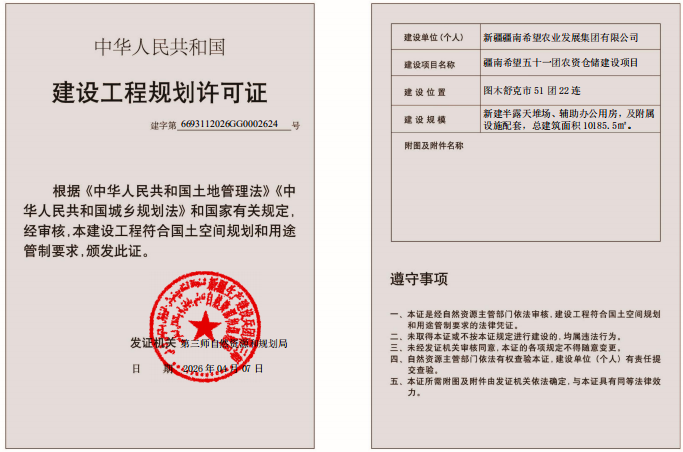 中华人民共和国
建设工程规划许可证
建字第 6693112026GG0002624 号
根据《中华人民共和国土地管理法》《中
华人民共和国城乡规划法》和国家有关规定，
经审核，本建设工程符合国土空间规划和用途
管制要求，颁发此证。
发证机关 第三师自然资源和规划局
日 期 2026年01月07日
建设单位(个人) 新疆疆南希望农业发展集团有限公司
建设项目名称 疆南希望五十一团农资仓储建设项目
建设位置 图木舒克市51团22连
建设规模 新建半露天堆场、辅助办公用房，及附属
设施配套，总建筑面积10185.5㎡。
附图及附件名称
遵守事项
一、本证是经自然资源主管部门依法审核，建设工程符合国土空间规划
和用途管制要求的法律凭证。
二、未取得本证或不按本证规定进行建设的，均属违法行为。
三、未经发证机关审核同意，本证的各项规定不得随意变更。
四、自然资源主管部门依法有权查验本证，建设单位（个人）有责任提
交查验。
五、本证所需附图及附件由发证机关依法确定，与本证具有同等法律效
力。